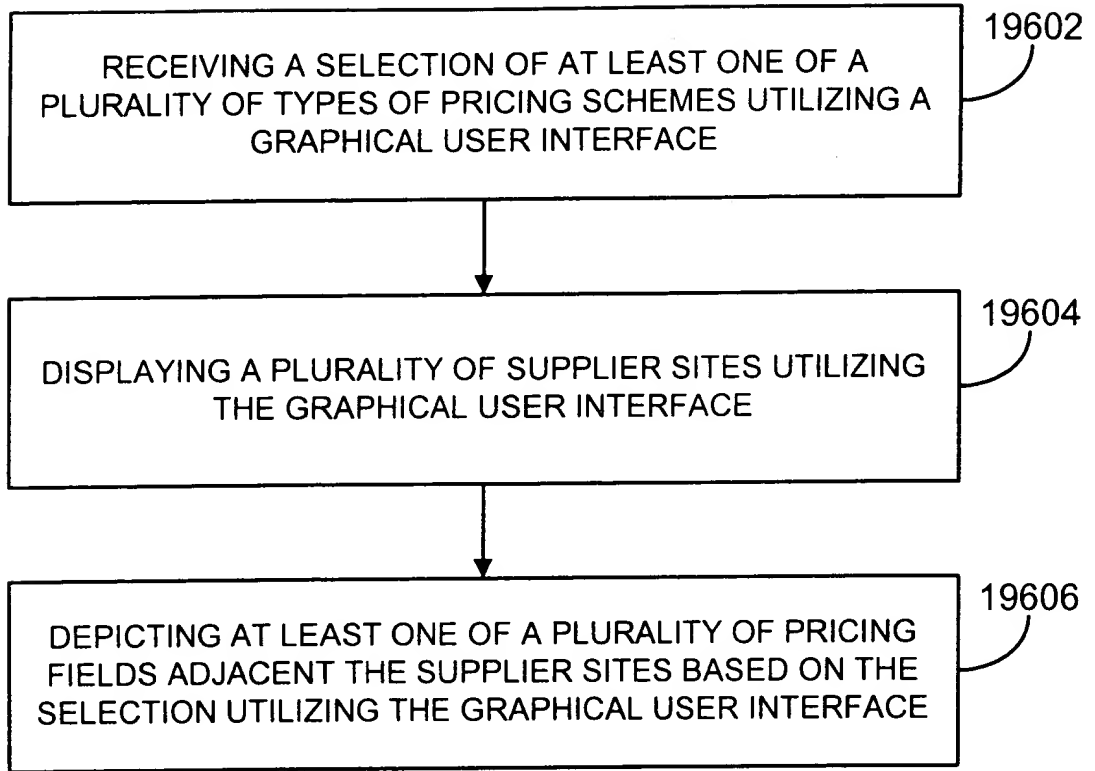 19602
RECEIVING A SELECTION OF AT LEAST ONE OF A
PLURALITY OF TYPES OF PRICING SCHEMES UTILIZING A
GRAPHICAL USER INTERFACE
19604
DISPLAYING A PLURALITY OF SUPPLIER SITES UTILIZING
THE GRAPHICAL USER INTERFACE
19606
DEPICTING AT LEAST ONE OF A PLURALITY OF PRICING
FIELDS ADJACENT THE SUPPLIER SITES BASED ON THE
SELECTION UTILIZING THE GRAPHICAL USER INTERFACE